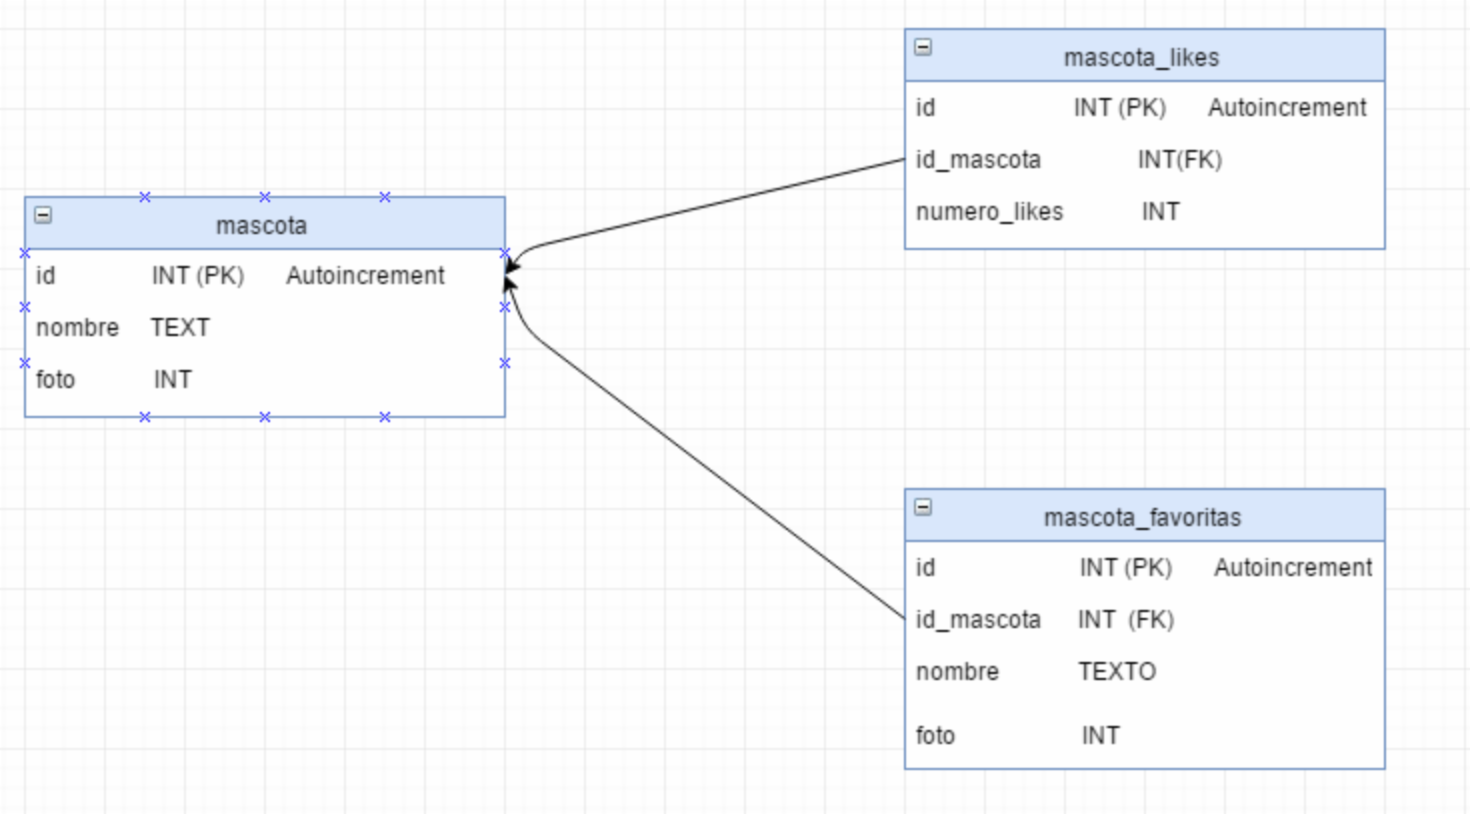 mascota
id INT (PK) Autoincrement
nombre TEXT
foto INT
mascota_likes
id INT (PK) Autoincrement
id_mascota INT(FK)
numero_likes INT
mascota_favoritas
id INT (PK) Autoincrement
id_mascota INT (FK)
nombre TEXTO
foto INT